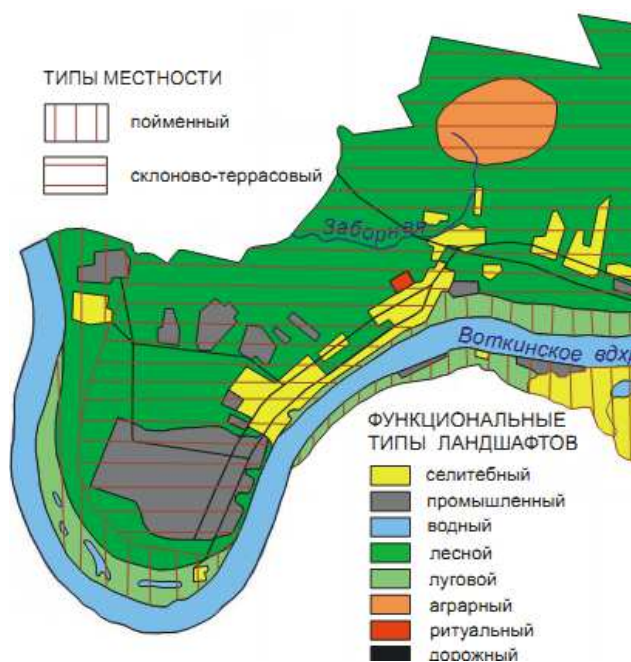 ТИПЫ МЕСТНОСТИ
пойменный
склоново-террасовый
Заборная
Воткинское вдхр
ФУНКЦИОНАЛЬНЫЕ
ТИПЫ ЛАНДШАФТОВ
селитебный
промышленный
водный
лесной
луговой
аграрный
ритуальный
дорожный